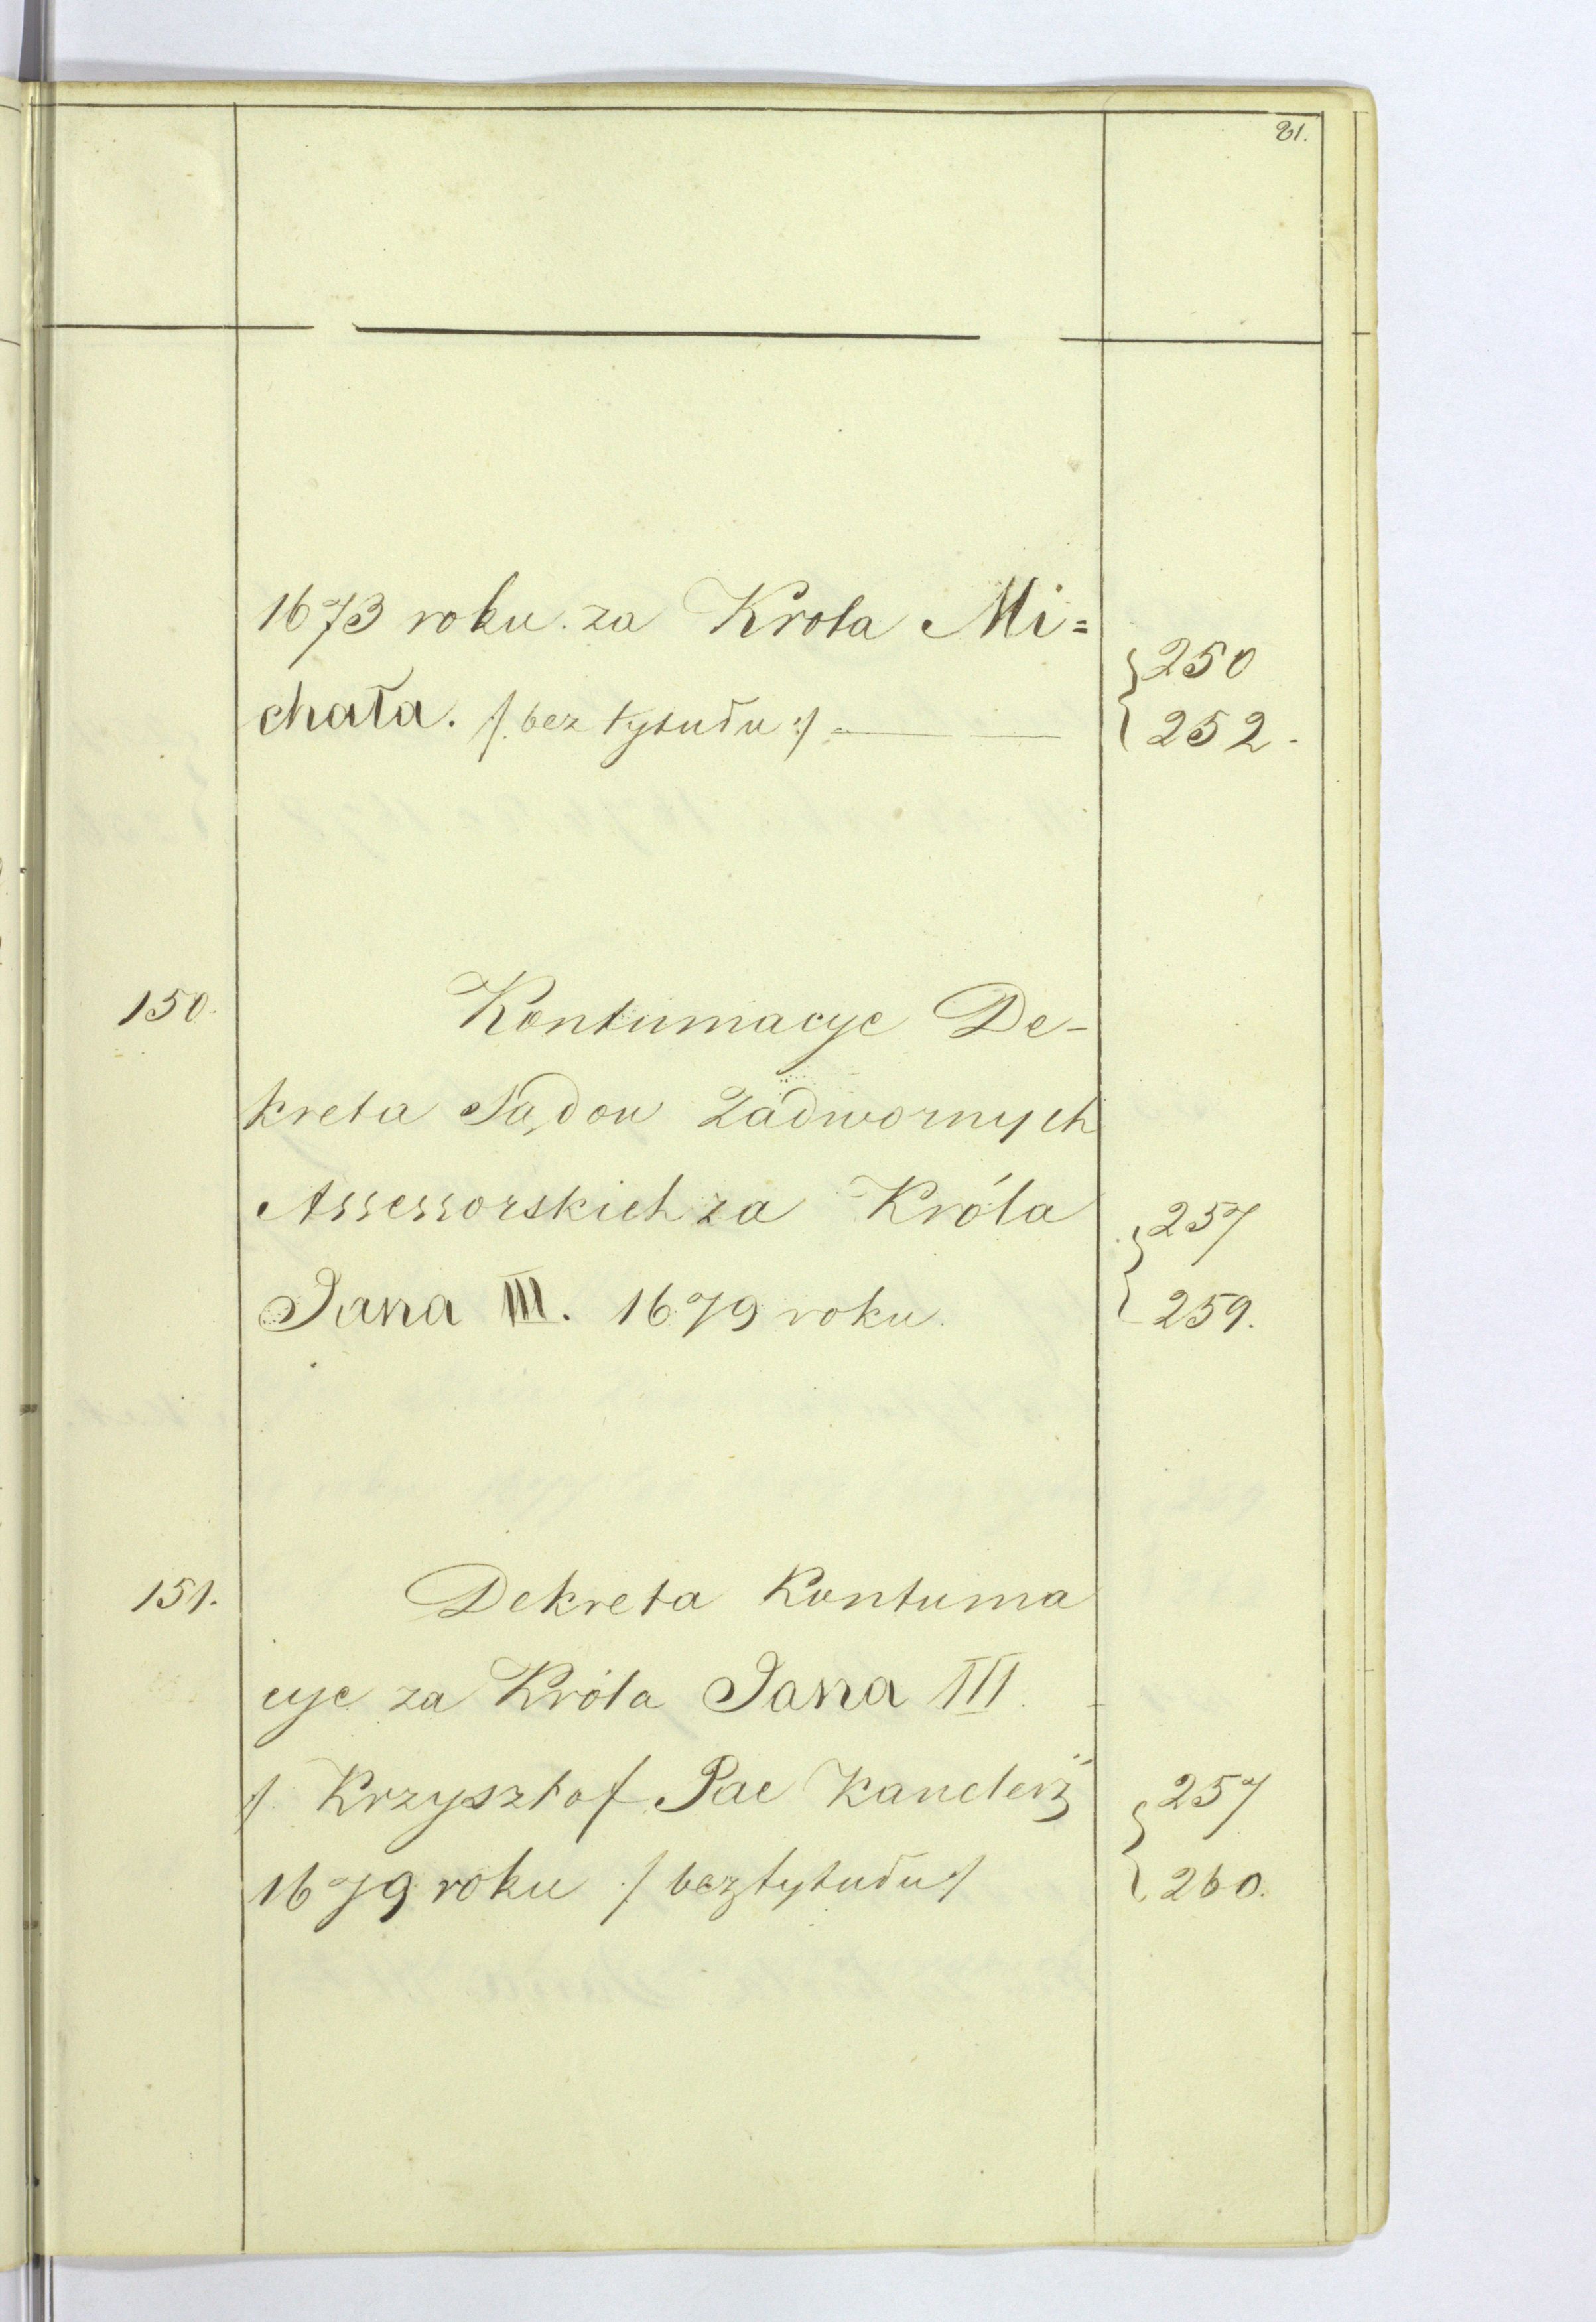 21.
1673 roku. za Krola Mi=
chała. /: bez tytułu :/
{ 250
{ 252.
150. Kontumacye De-
kreta Sądow Zadwornych
Assessorskich za Króla
Jana III. 1679 roku.
{ 257
{ 259.
151. Dekreta Kontuma
cye za Króla Jana III.
/: Krzysztof Pac Kanclerz
1679 roku /: bez tytułu :/
{ 257
{ 260.